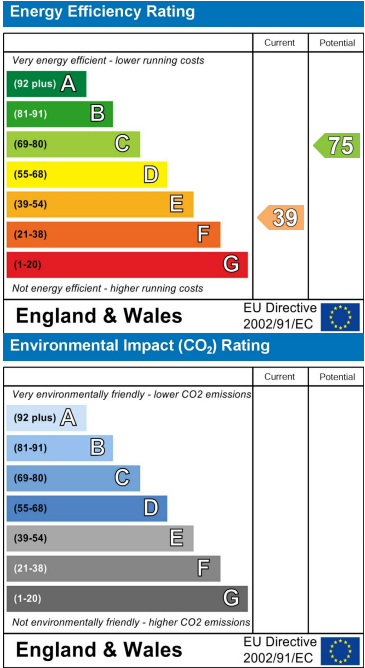 Energy Efficiency Rating
Current Potential
Very energy efficient - lower running costs
(92 plus) A
(81-91) B
(69-80) C
75
(55-68) D
(39-54) E
39
(21-38) F
(1-20) G
Not energy efficient - higher running costs
England & Wales
EU Directive
2002/91/EC
Environmental Impact (CO₂) Rating
Current Potential
Very environmentally friendly - lower CO2 emissions
(92 plus) A
(81-91) B
(69-80) C
(55-68) D
(39-54) E
(21-38) F
(1-20) G
Not environmentally friendly - higher CO2 emissions
England & Wales
EU Directive
2002/91/EC